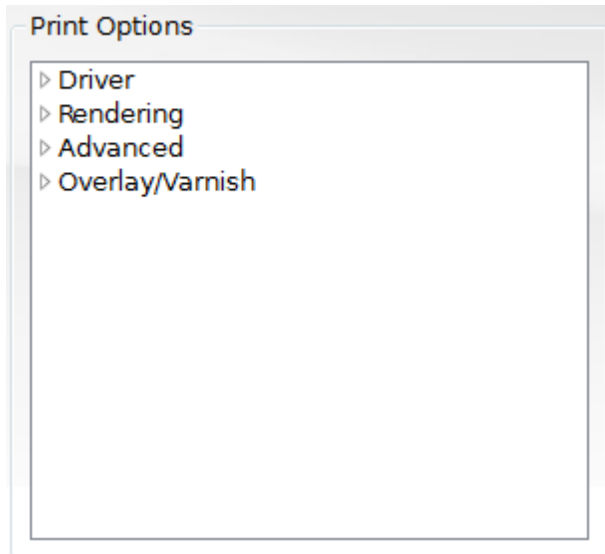 Print Options
Driver
Rendering
Advanced
Overlay/Varnish